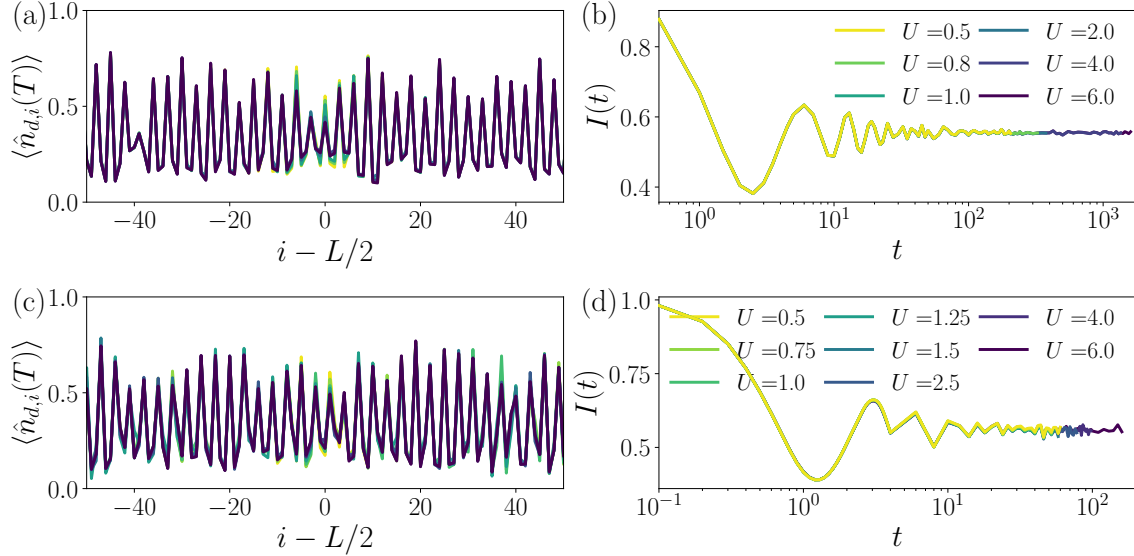 (a)
⟨n̂_{d,i}(T)⟩
1.0
0.5
0.0
−40 −20 0 20 40
i − L/2
(b)
I(t)
0.8
0.6
0.4
U =0.5 U =2.0
U =0.8 U =4.0
U =1.0 U =6.0
10^0 10^1 10^2 10^3
t
(c)
⟨n̂_{d,i}(T)⟩
1.0
0.5
0.0
−40 −20 0 20 40
i − L/2
(d)
I(t)
1.0
0.75
0.5
U =0.5 U =1.25 U =4.0
U =0.75 U =1.5 U =6.0
U =1.0 U =2.5
10^{−1} 10^0 10^1 10^2
t